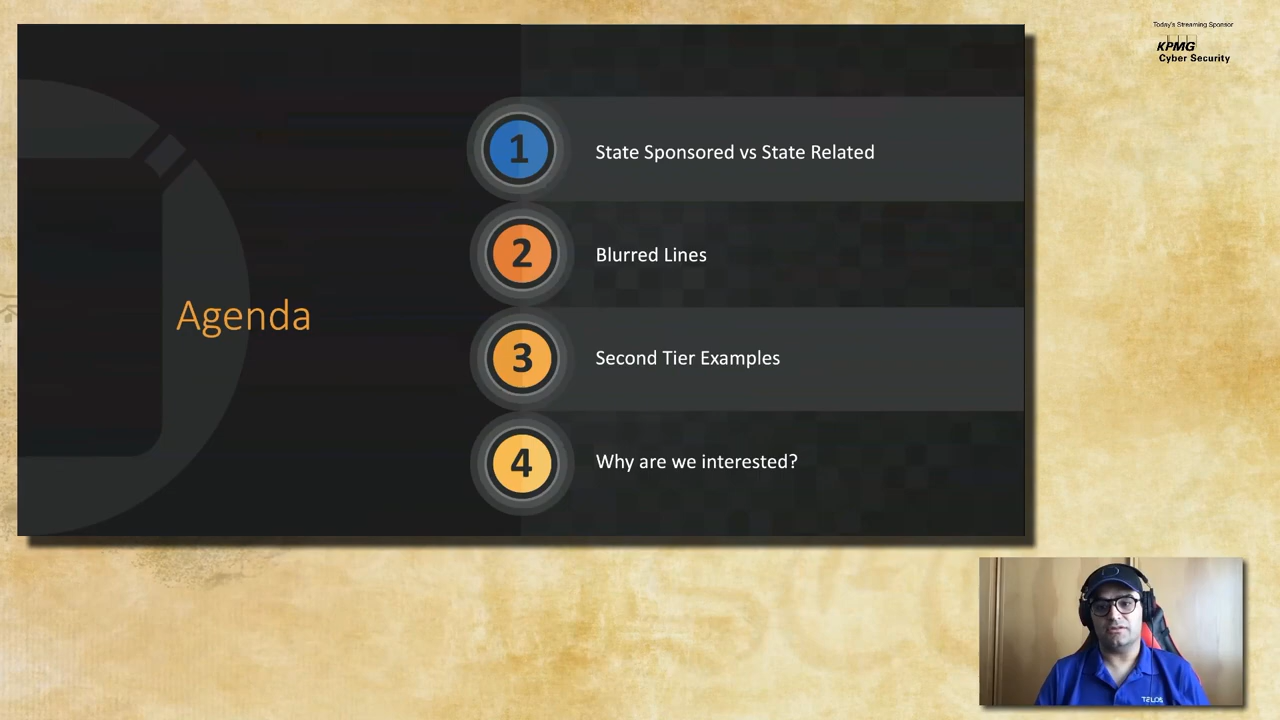 Today's Streaming Sponsor
KPMG
Cyber Security
Agenda
1
State Sponsored vs State Related
2
Blurred Lines
3
Second Tier Examples
4
Why are we interested?